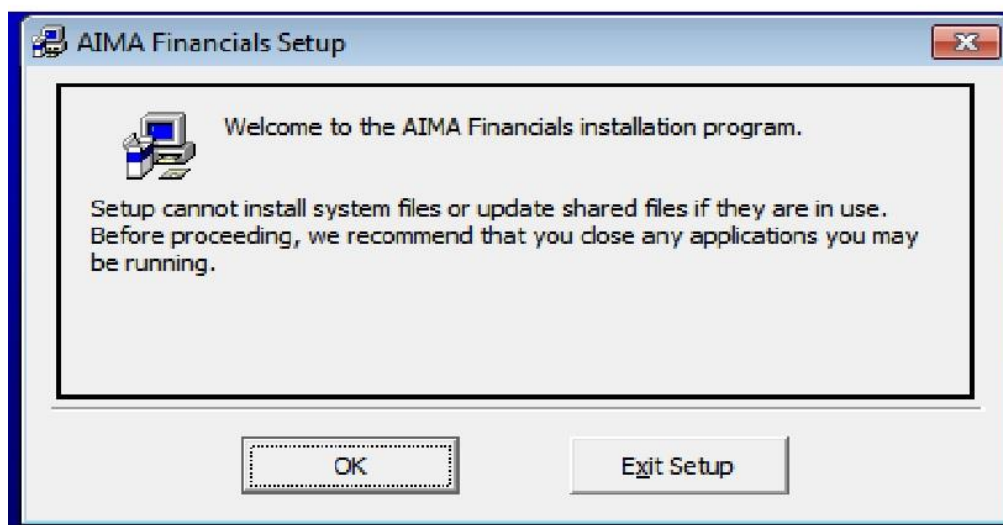 AIMA Financials Setup
Welcome to the AIMA Financials installation program.
Setup cannot install system files or update shared files if they are in use.
Before proceeding, we recommend that you close any applications you may
be running.
OK
Exit Setup